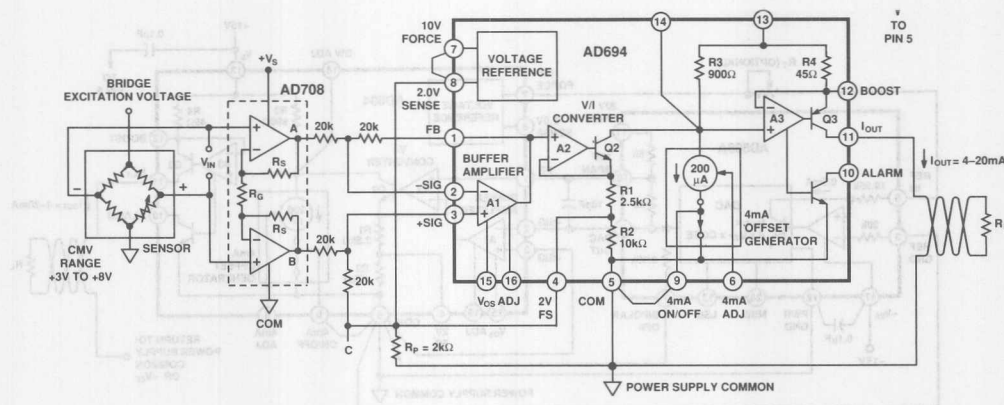 BRIDGE
EXCITATION VOLTAGE
+VS
AD708
VIN
+
–
A
B
RS
RG
RS
COM
SENSOR
CMV
RANGE
+3V TO +8V
20k
20k
20k
20k
C
RP = 2kΩ
10V
FORCE
7
8
2.0V
SENSE
FB
1
–SIG
2
3
+SIG
VOLTAGE
REFERENCE
BUFFER
AMPLIFIER
A1
V/I
CONVERTER
A2
Q2
R1
2.5kΩ
R2
10kΩ
AD694
14
13
R3
900Ω
R4
45Ω
A3
Q3
200
μA
4mA
OFFSET
GENERATOR
12
BOOST
11
IOUT
10
ALARM
15
16
VOS ADJ
4
2V
FS
5
COM
9
4mA
ON/OFF
6
4mA
ADJ
TO
PIN 5
IOUT = 4–20mA
POWER SUPPLY COMMON